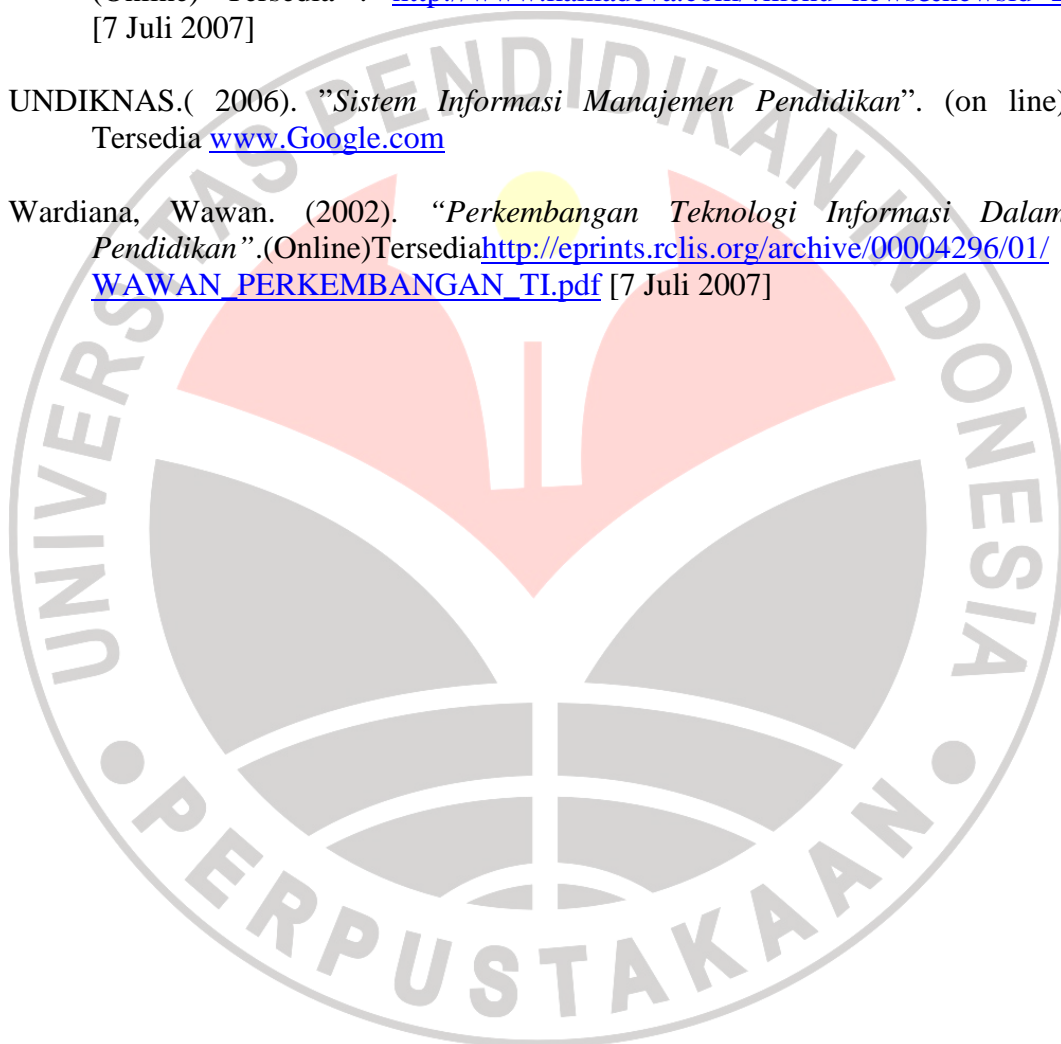 [7 Juli 2007]
UNDIKNAS.( 2006). ”Sistem Informasi Manajemen Pendidikan”. (on line)
Tersedia www.Google.com
Wardiana, Wawan. (2002). “Perkembangan Teknologi Informasi Dalam
Pendidikan”.(Online)Tersediahttp://eprints.rclis.org/archive/00004296/01/
WAWAN_PERKEMBANGAN_TI.pdf [7 Juli 2007]
UNIVERSITAS PENDIDIKAN INDONESIA
PERPUSTAKAAN